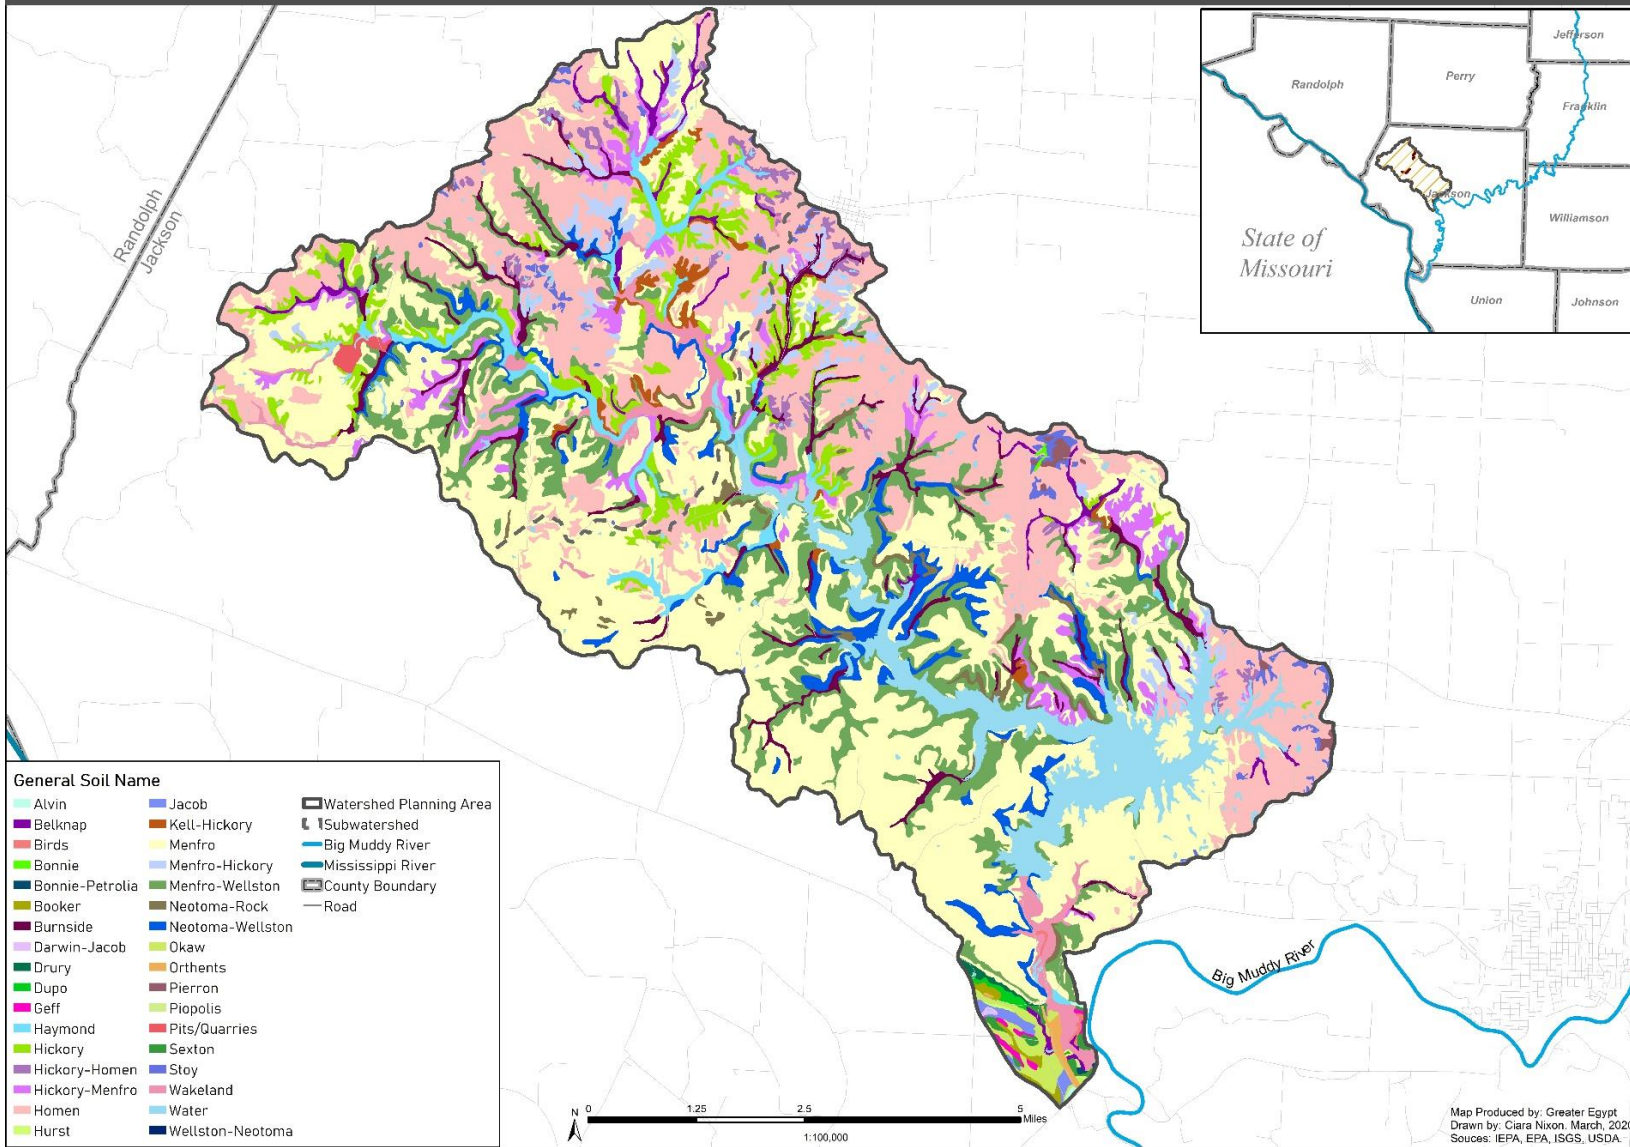 Jefferson
Randolph
Perry
Franklin
Jackson
Williamson
State of
Missouri
Union
Johnson
Randolph
Jackson
General Soil Name
Alvin
Belknap
Birds
Bonnie
Bonnie-Petrolia
Booker
Burnside
Darwin-Jacob
Drury
Dupo
Geff
Haymond
Hickory
Hickory-Homen
Hickory-Menfro
Homen
Hurst
Jacob
Kell-Hickory
Menfro
Menfro-Hickory
Menfro-Wellston
Neotoma-Rock
Neotoma-Wellston
Okaw
Orthents
Pierron
Piopolis
Pits/Quarries
Sexton
Stoy
Wakeland
Water
Wellston-Neotoma
Watershed Planning Area
Subwatershed
Big Muddy River
Mississippi River
County Boundary
Road
Big Muddy River
N
0 1.25 2.5 5
Miles
1:100,000
Map Produced by: Greater Egypt
Drawn by: Ciara Nixon. March, 2020
Souces: IEPA, EPA, ISGS, USDA.